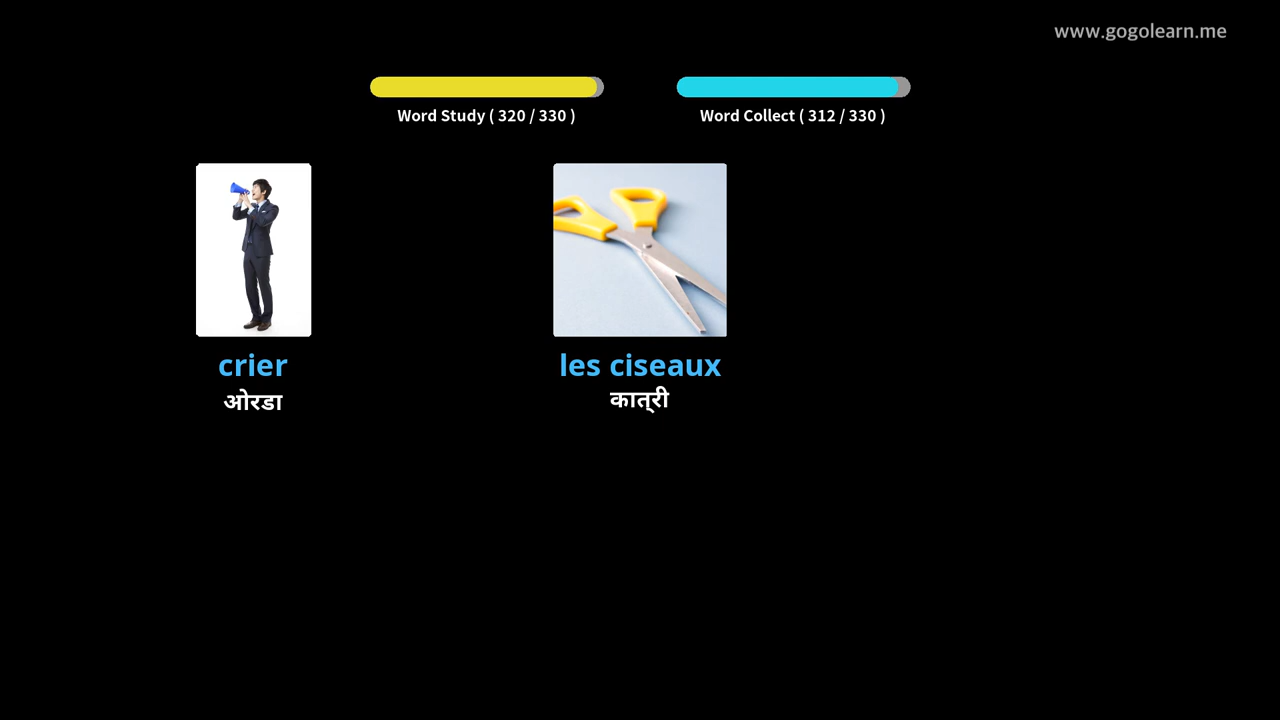 www.gogolearn.me
Word Study ( 320 / 330 )
Word Collect ( 312 / 330 )
crier
ओरडा
les ciseaux
कात्री